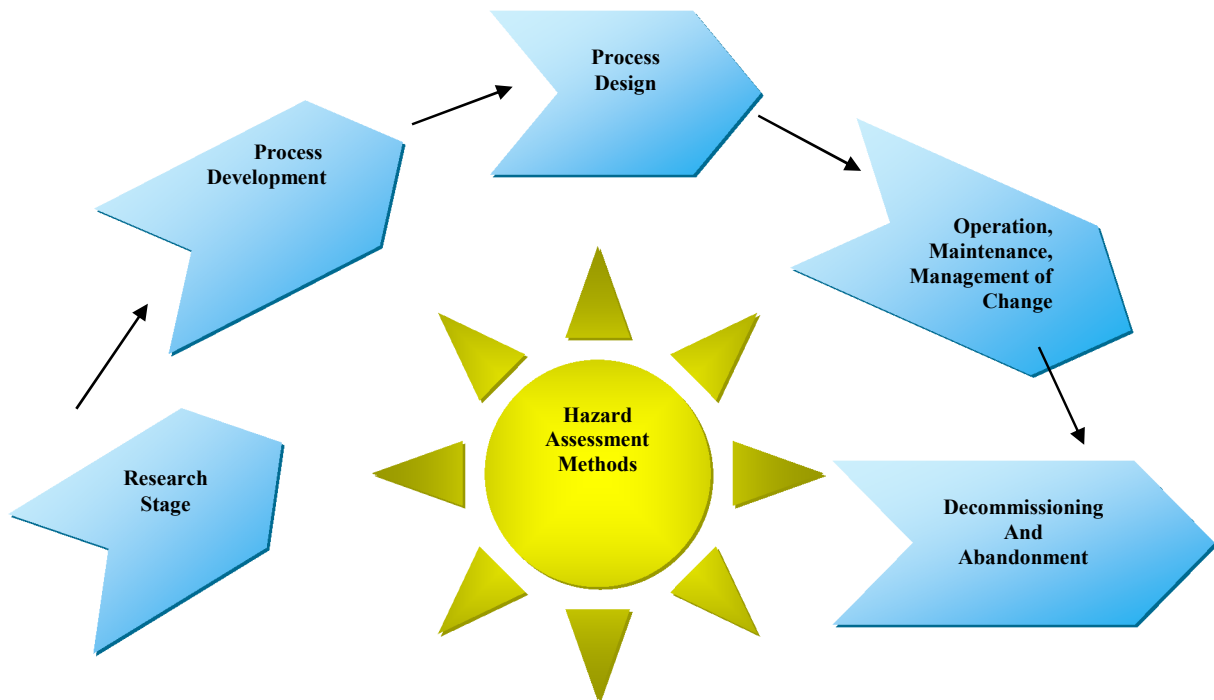 Research
Stage
Process
Development
Process
Design
Operation,
Maintenance,
Management of
Change
Decommissioning
And
Abandonment
Hazard
Assessment
Methods